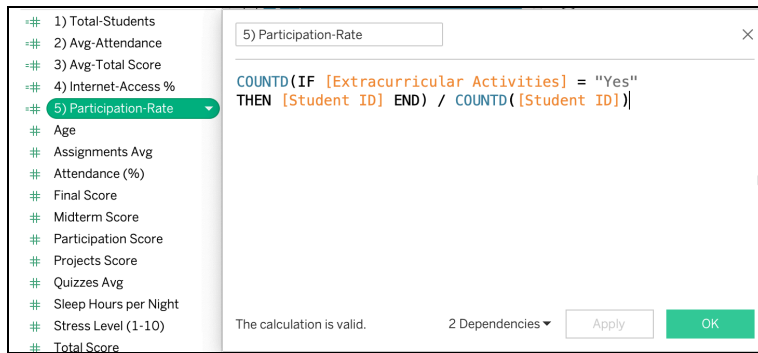 1) Total-Students
2) Avg-Attendance
3) Avg-Total Score
4) Internet-Access %
5) Participation-Rate
Age
Assignments Avg
Attendance (%)
Final Score
Midterm Score
Participation Score
Projects Score
Quizzes Avg
Sleep Hours per Night
Stress Level (1-10)
Total Score
5) Participation-Rate
COUNTD(IF [Extracurricular Activities] = "Yes"
THEN [Student ID] END) / COUNTD([Student ID])
The calculation is valid.
2 Dependencies
Apply
OK